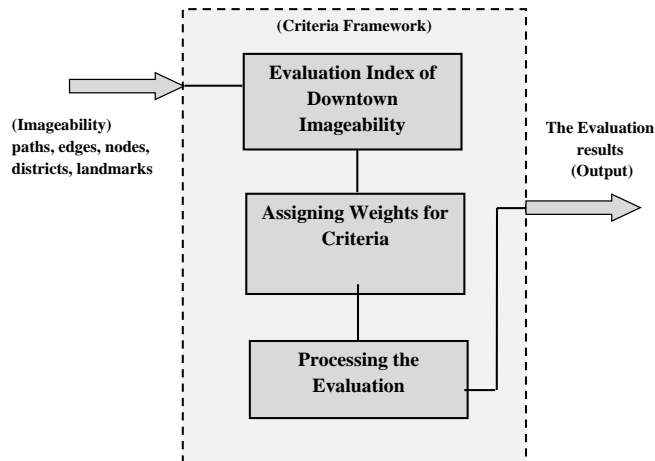 (Criteria Framework)
Evaluation Index of
Downtown
Imageability
(Imageability)
paths, edges, nodes,
districts, landmarks
The Evaluation
results
(Output)
Assigning Weights for
Criteria
Processing the
Evaluation